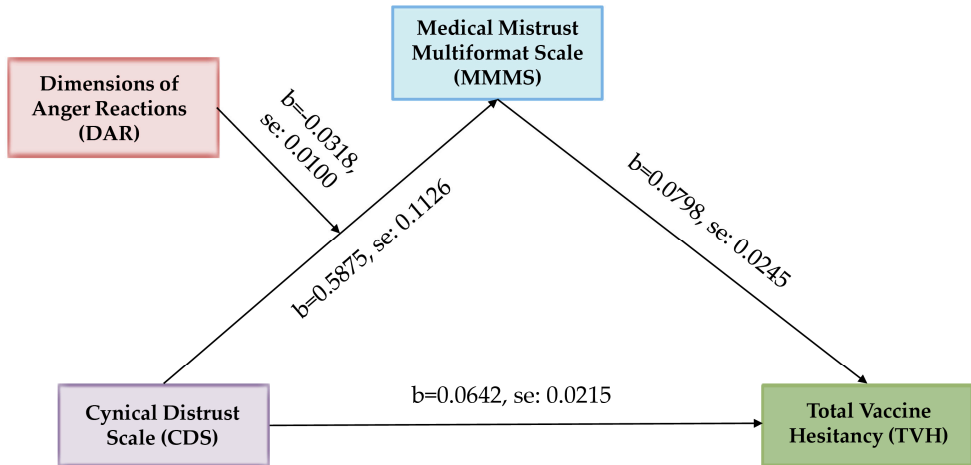 Medical Mistrust
Multiformat Scale
(MMMS)
Dimensions of
Anger Reactions
(DAR)
b=-0.0318,
se: 0.0100
b=0.5875, se: 0.1126
b=0.0798, se: 0.0245
Cynical Distrust
Scale (CDS)
b=0.0642, se: 0.0215
Total Vaccine
Hesitancy (TVH)